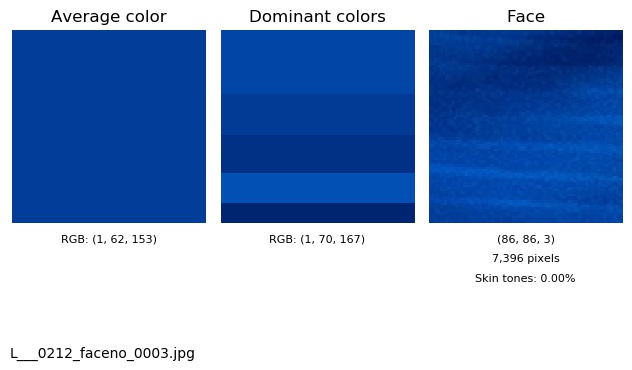 Average color
Dominant colors
Face
RGB: (1, 62, 153)
RGB: (1, 70, 167)
(86, 86, 3)
7,396 pixels
Skin tones: 0.00%
L___0212_faceno_0003.jpg